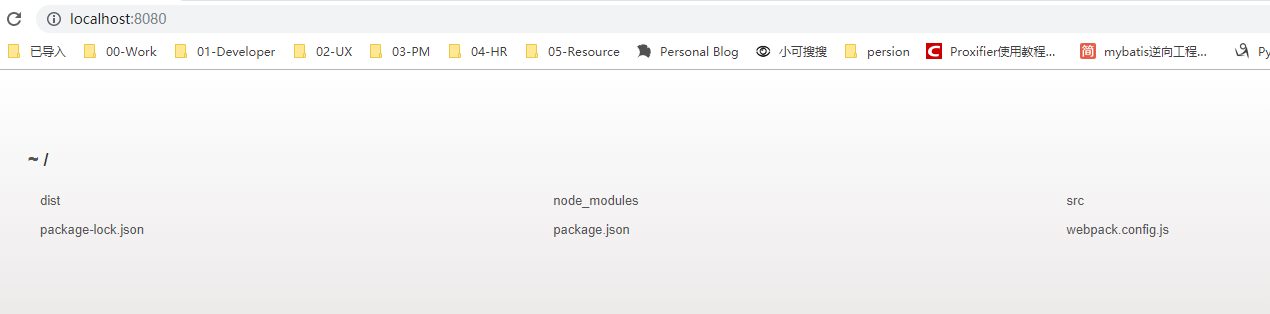 localhost:8080
已导入 00-Work 01-Developer 02-UX 03-PM 04-HR 05-Resource Personal Blog 小可搜搜 persion Proxifier使用教程... 简 mybatis逆向工程... Py
~ /
dist node_modules src
package-lock.json package.json webpack.config.js